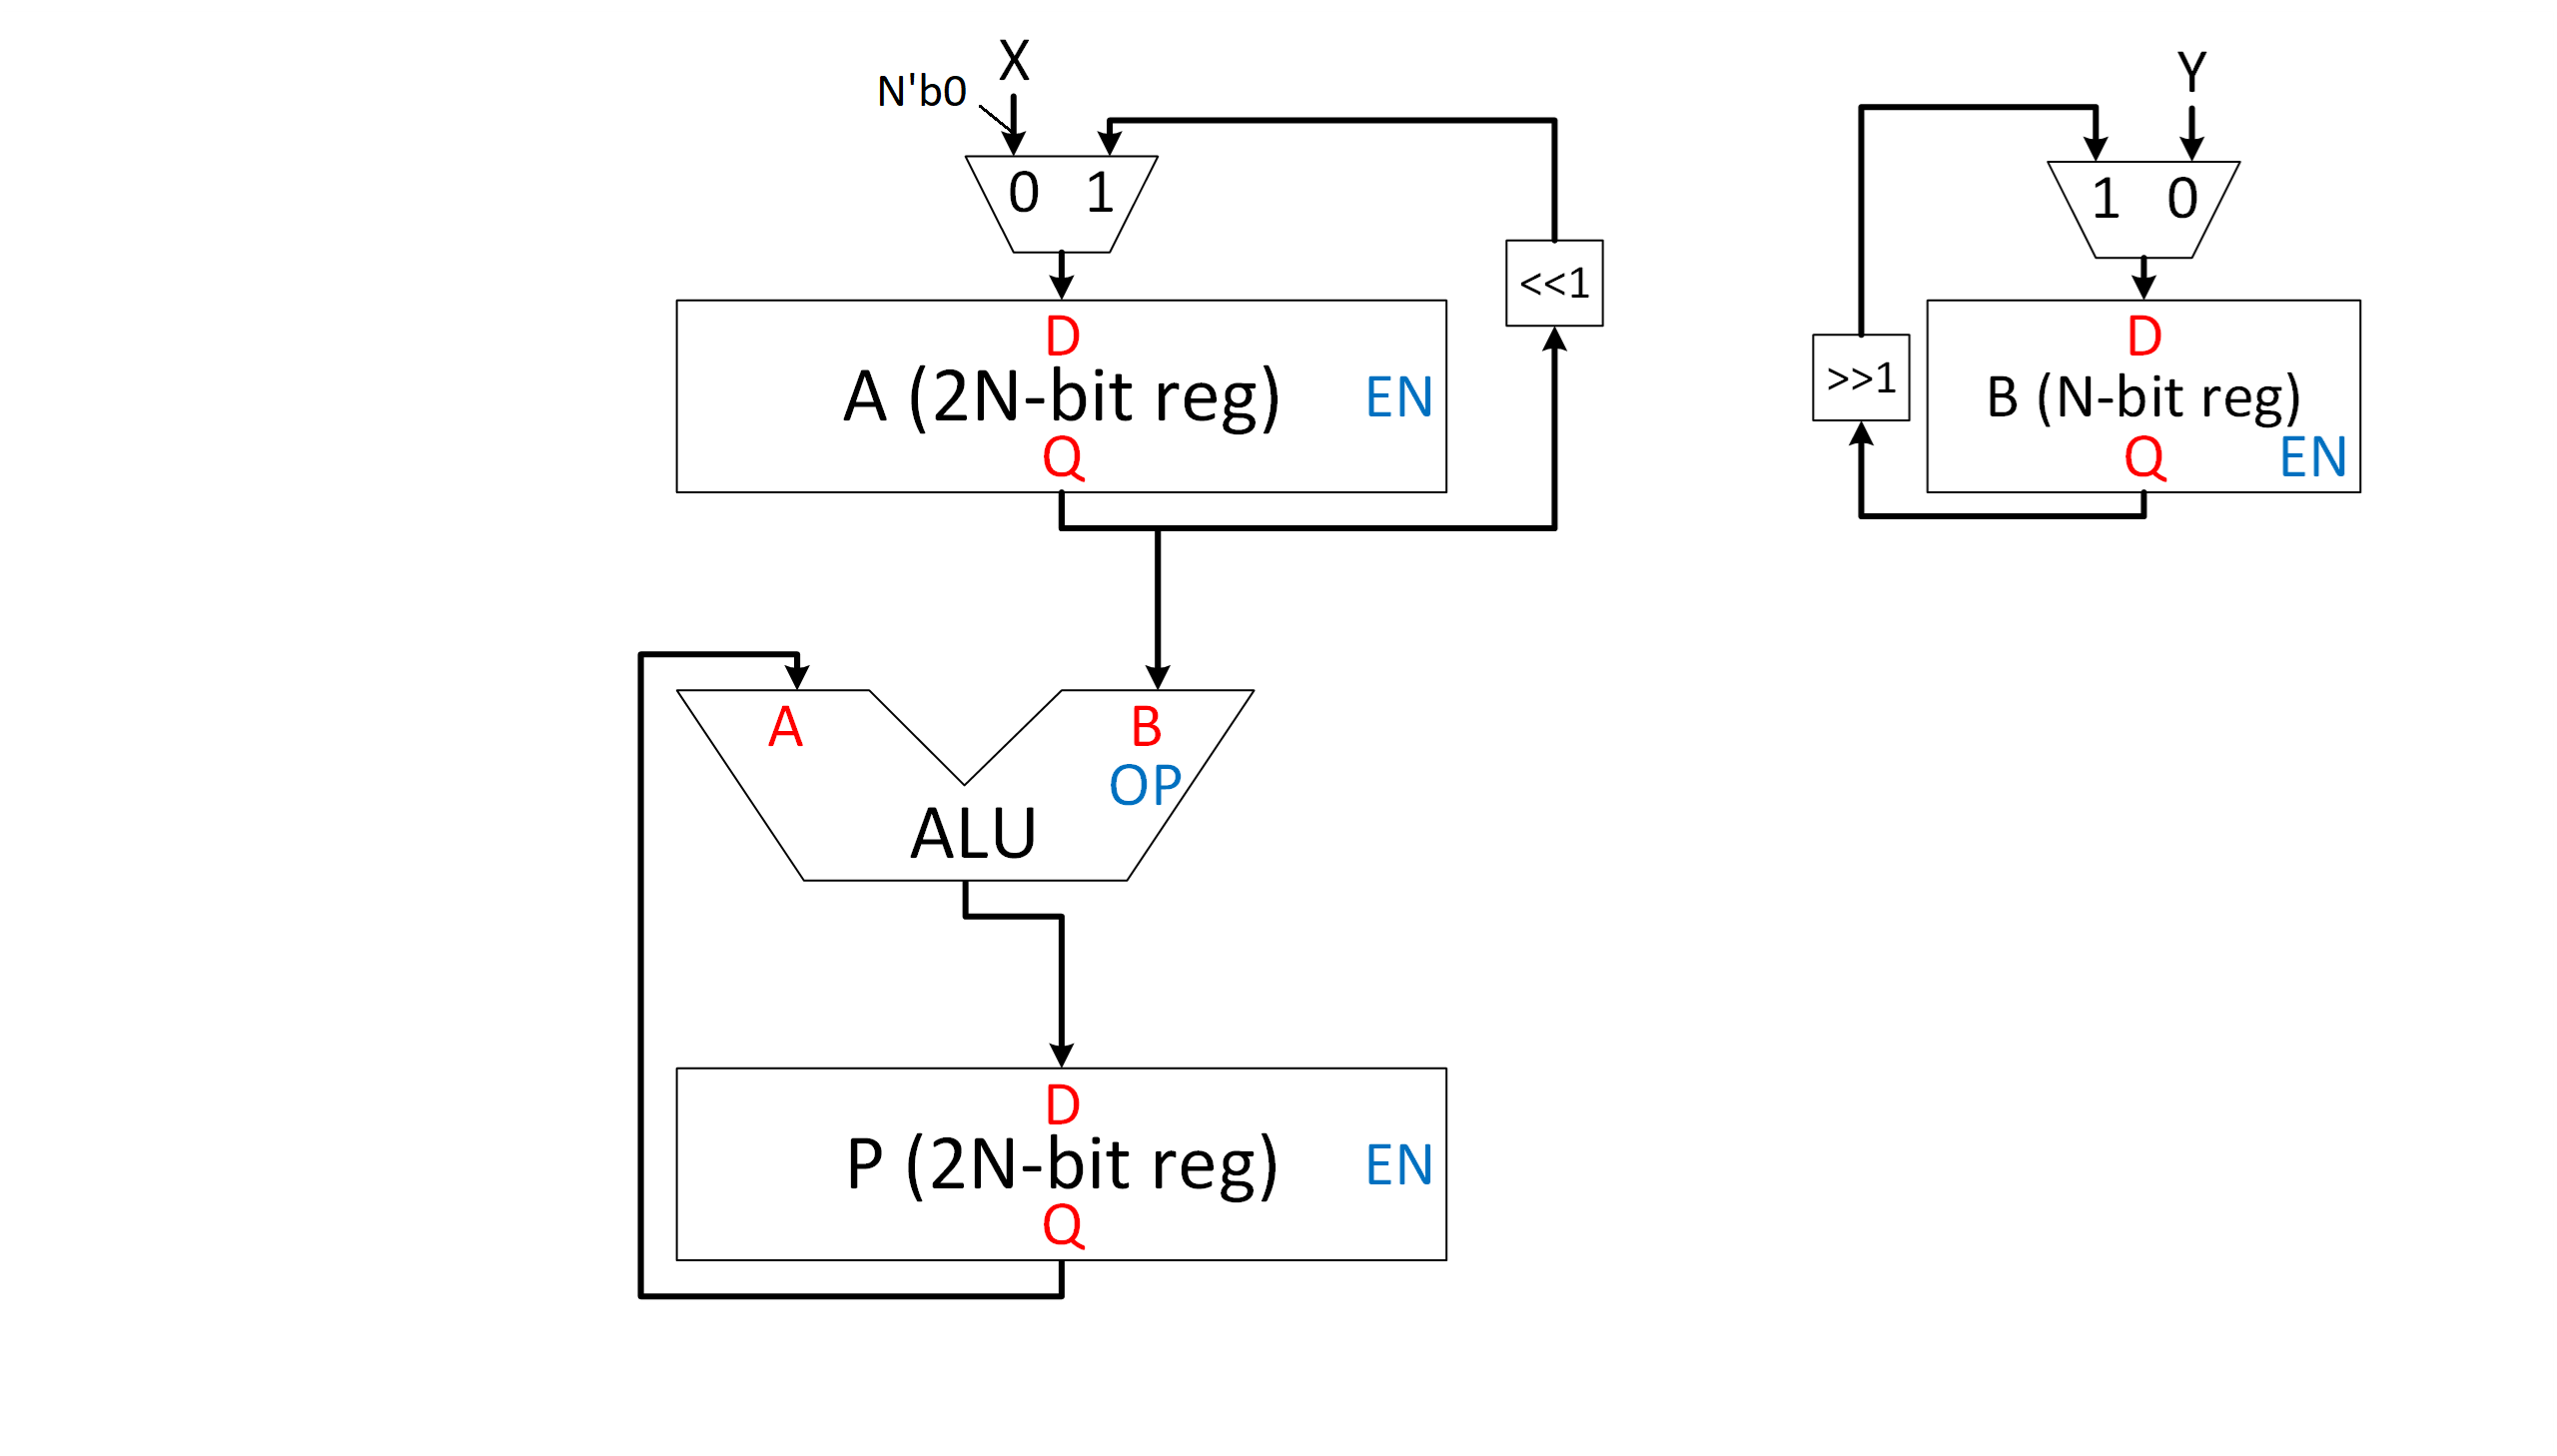 X
N'b0
0 1
<<1
D
A (2N-bit reg) EN
Q
Y
1 0
>>1
D
B (N-bit reg)
Q EN
A B
OP
ALU
D
P (2N-bit reg) EN
Q